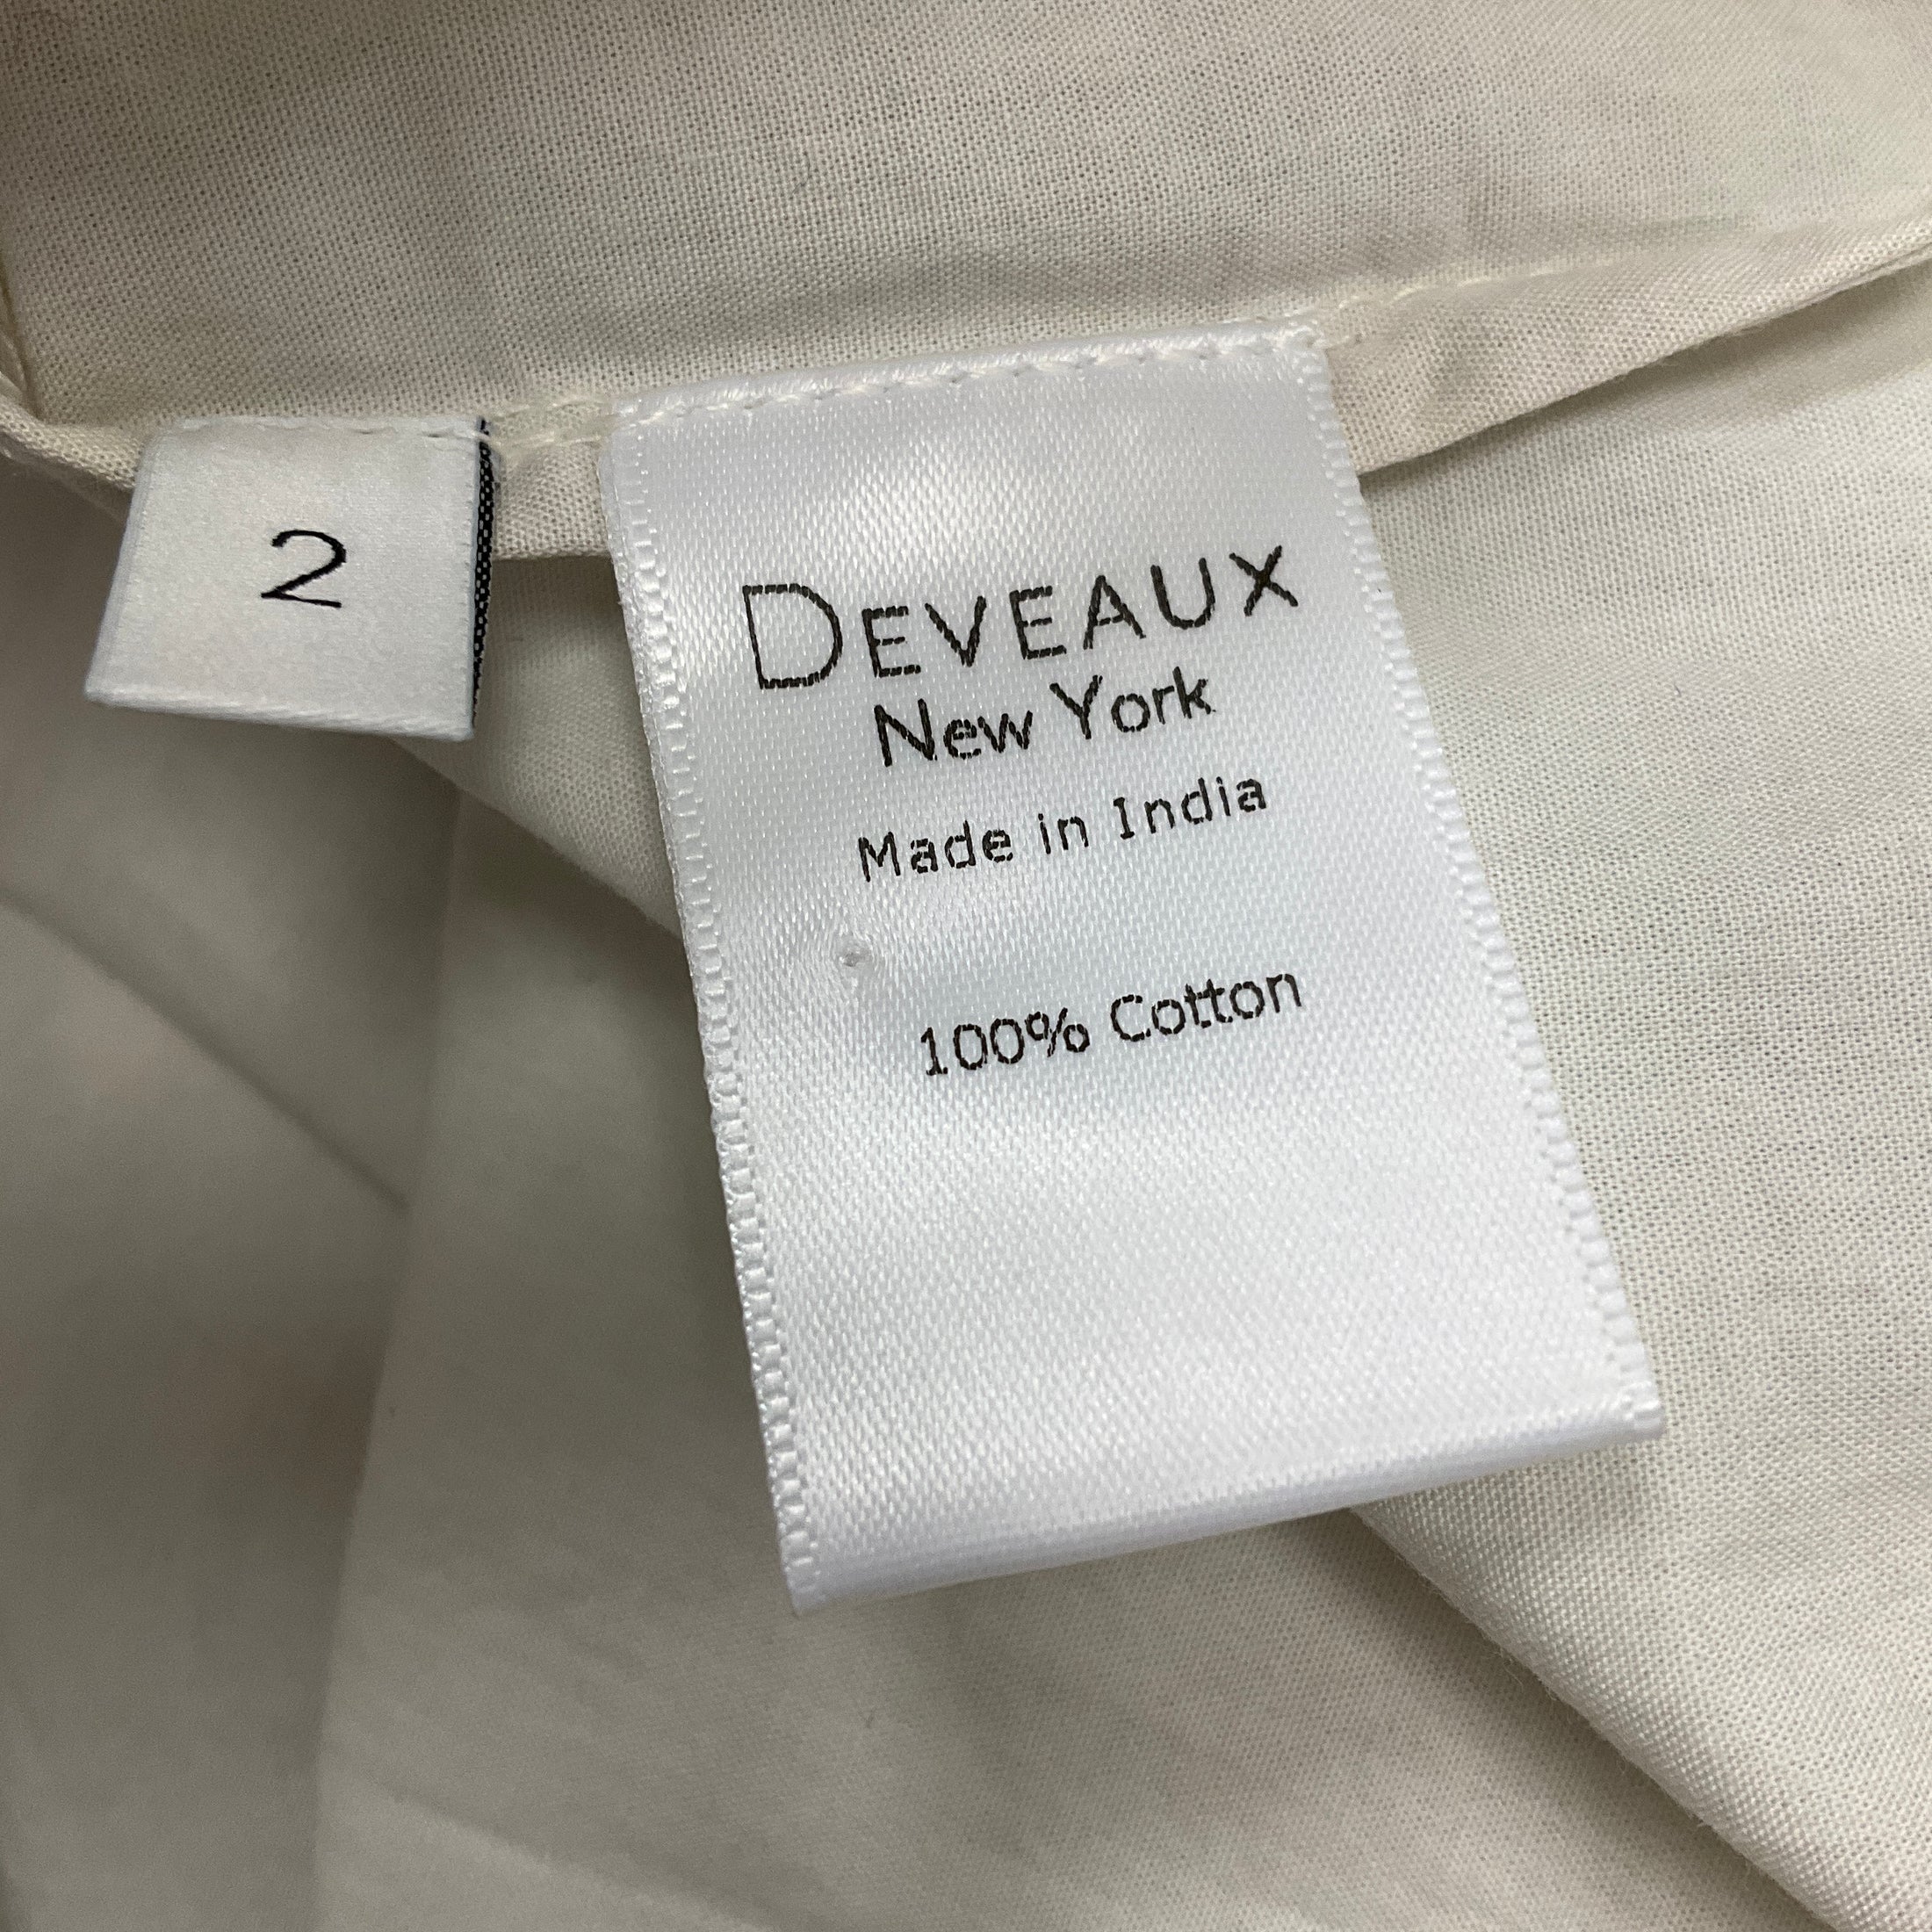 2
DEVEAUX
New York
Made in India
100% Cotton